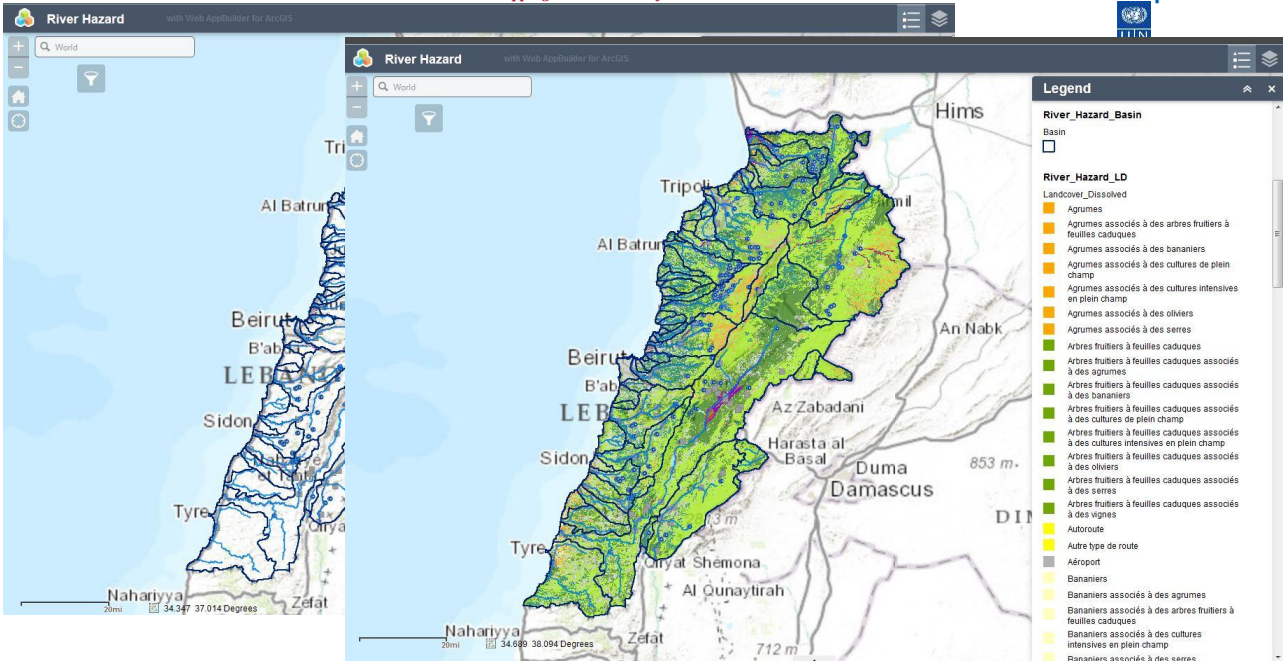 River Hazard
with Web AppBuilder for ArcGIS
UN
World
Al Batrun
Beirut
Sidon
Tyre
Nahariyya
Zefat
20mi
34.347 37.014 Degrees
River Hazard
with Web AppBuilder for ArcGIS
World
Hims
Tripoli
Al Batrun
An Nabk
Beirut
Az Zabadani
Harasta al
Basal
Sidon
Duma
853 m
Damascus
Tyre
Qiryat Shemona
Al Qunaytirah
Nahariyya
Zefat
712 m
20mi
34.689 38.094 Degrees
Legend
River_Hazard_Basin
Basin
River_Hazard_LD
Landcover_Dissolved
Agrumes
Agrumes associés à des arbres fruitiers à
feuilles caduques
Agrumes associés à des bananiers
Agrumes associés à des cultures de plein
champ
Agrumes associés à des cultures intensives
en plein champ
Agrumes associés à des oliviers
Agrumes associés à des serres
Arbres fruitiers à feuilles caduques
Arbres fruitiers à feuilles caduques associés
à des agrumes
Arbres fruitiers à feuilles caduques associés
à des bananiers
Arbres fruitiers à feuilles caduques associés
à des cultures de plein champ
Arbres fruitiers à feuilles caduques associés
à des cultures intensives en plein champ
Arbres fruitiers à feuilles caduques associés
à des oliviers
Arbres fruitiers à feuilles caduques associés
à des serres
Arbres fruitiers à feuilles caduques associés
à des vignes
Autoroute
Autre type de route
Aéroport
Bananiers
Bananiers associés à des agrumes
Bananiers associés à des arbres fruitiers à
feuilles caduques
Bananiers associés à des cultures
intensives en plein champ
Bananiers associés à des serres